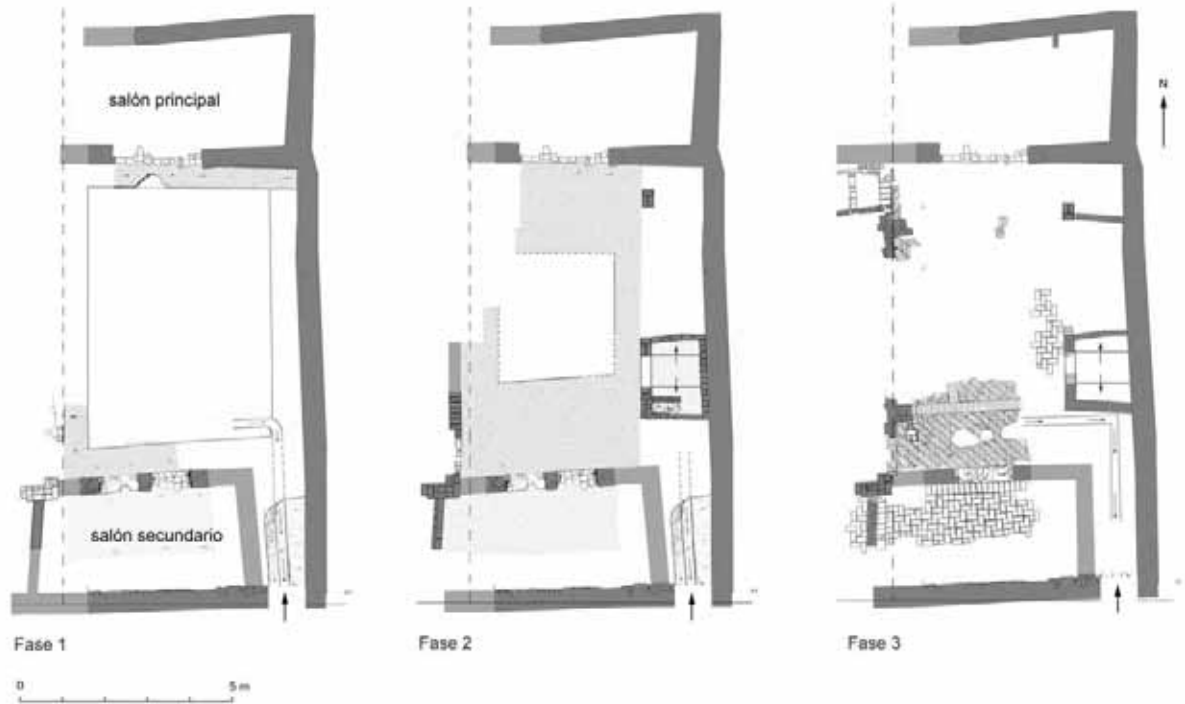 salón principal
N
salón secundario
Fase 1
Fase 2
Fase 3
0 5 m